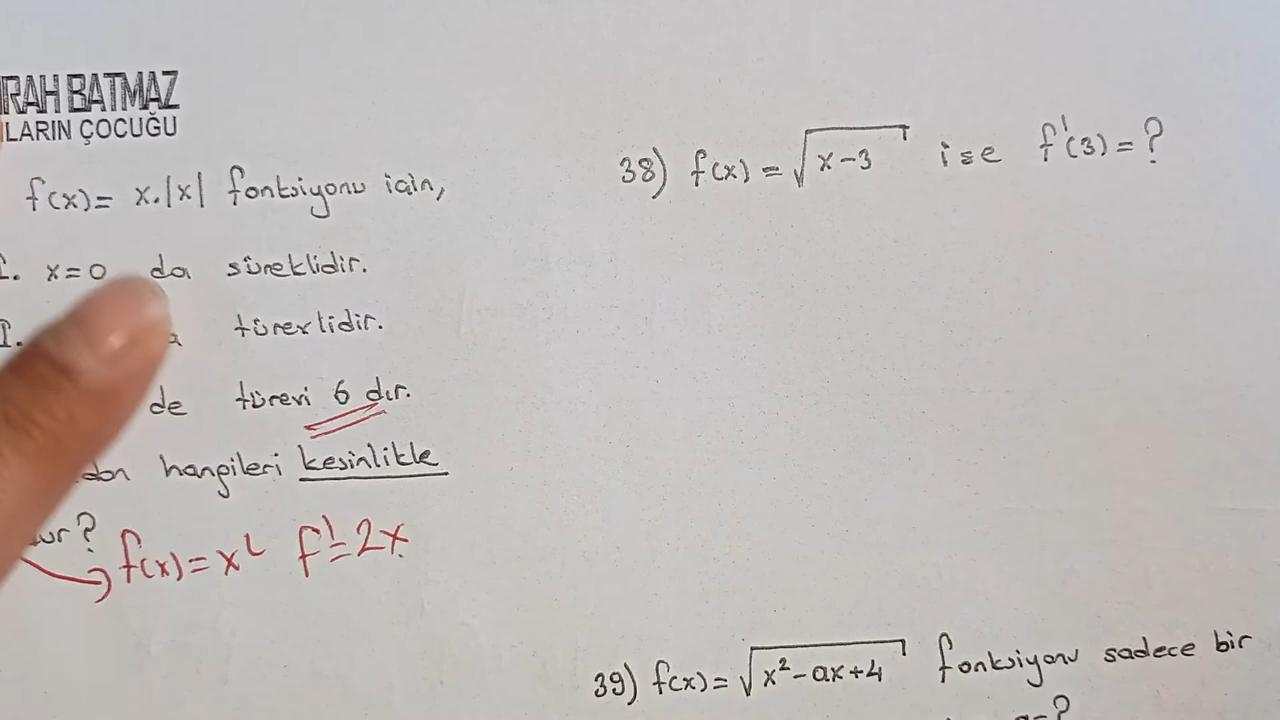 RAH BATMAZ
LARIN ÇOCUĞU
f(x)= x.|x| fonksiyonu için,
I. x=0 da süreklidir.
I. türevlidir.
de türevi 6 dır.
hangileri kesinlikle
?
f(x)=x² f'=2x
38) f(x)=√x-3 ise f'(3)=?
39) f(x)=√x²-ax+4 fonksiyonu sadece bir
a=?